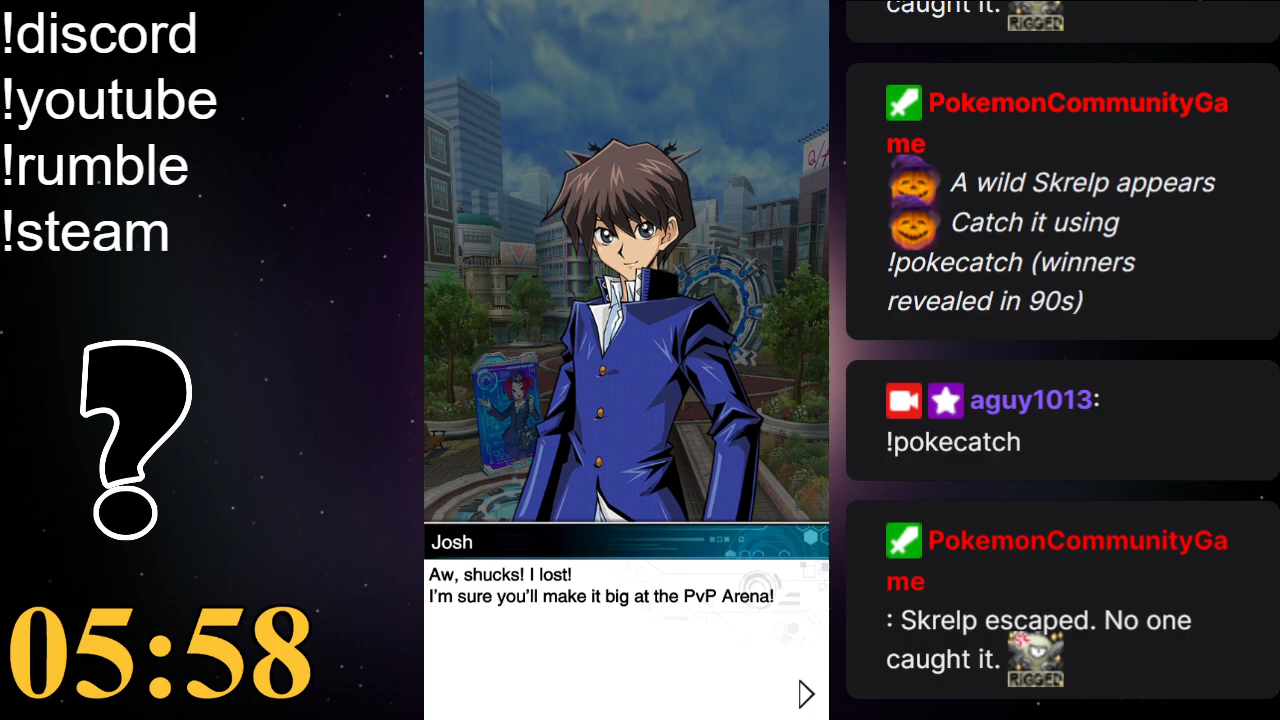 !discord
!youtube
!rumble
!steam
05:58
Josh
Aw, shucks! I lost!
I'm sure you'll make it big at the PvP Arena!
caught it.
RIGGED
PokemonCommunityGa
me
A wild Skrelp appears
Catch it using
!pokecatch (winners
revealed in 90s)
aguy1013:
!pokecatch
PokemonCommunityGa
me
: Skrelp escaped. No one
caught it.
RIGGED